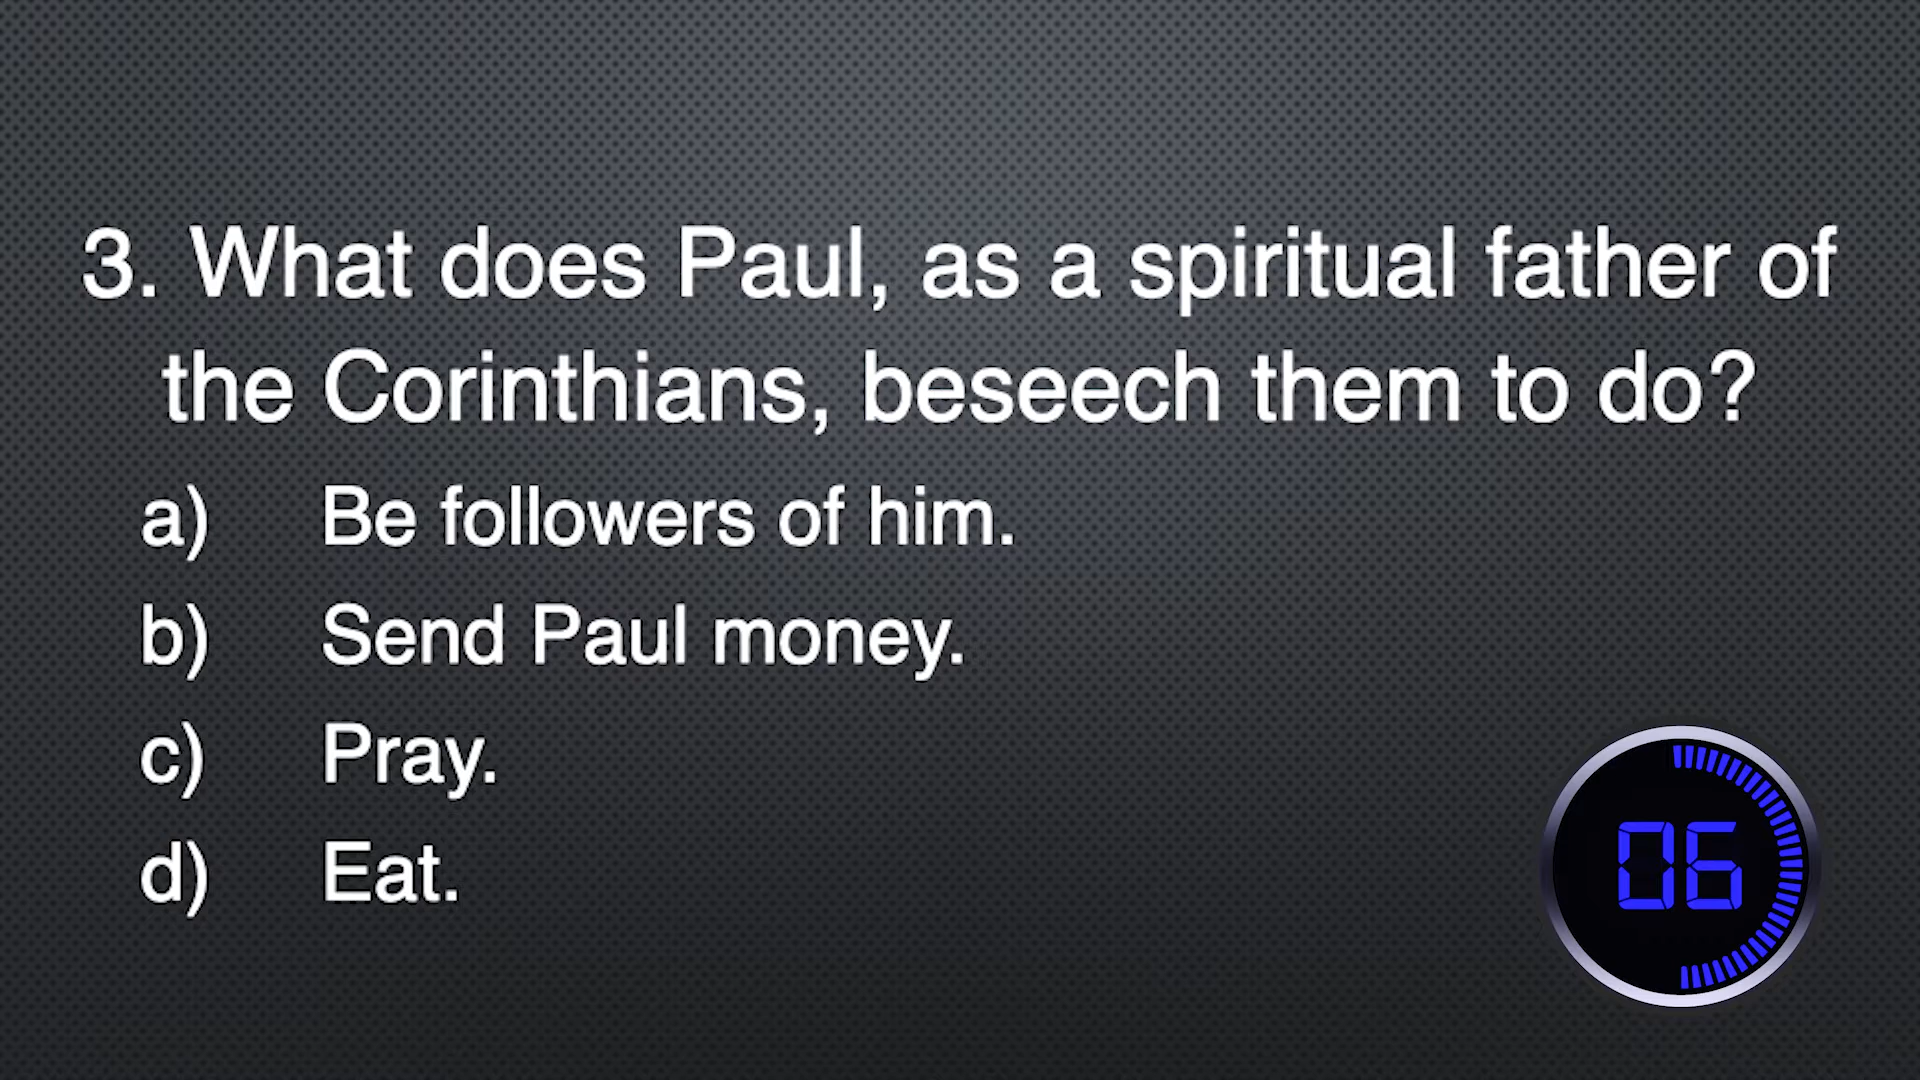 3. What does Paul, as a spiritual father of
the Corinthians, beseech them to do?
a) Be followers of him.
b) Send Paul money.
c) Pray.
d) Eat.
06